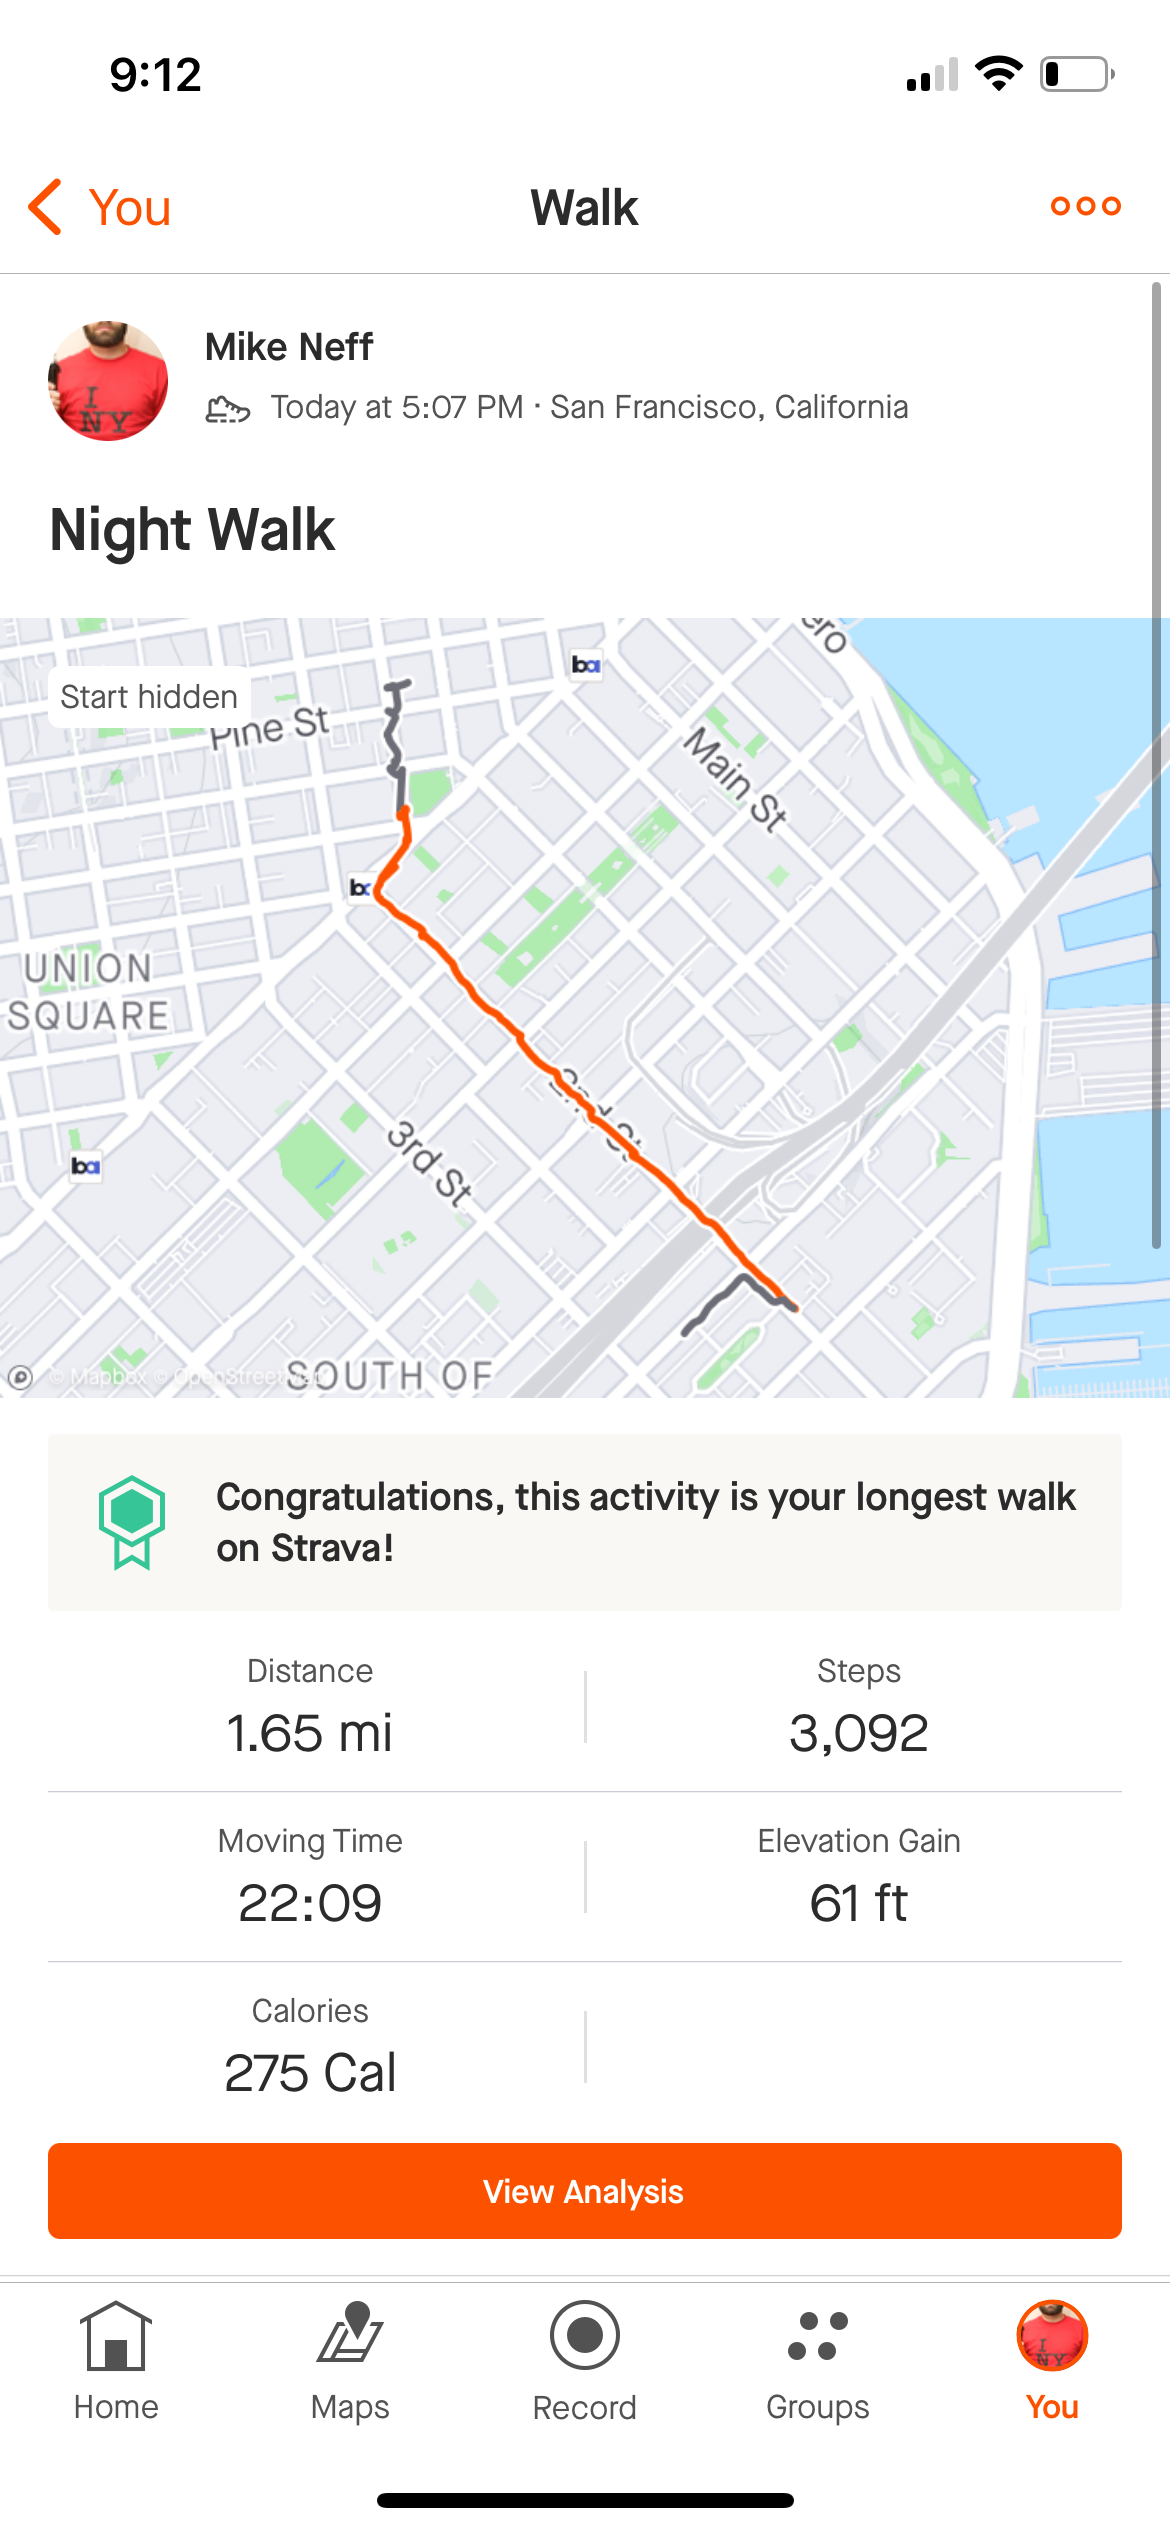 9:12
You
Walk
Mike Neff
Today at 5:07 PM · San Francisco, California
Night Walk
Start hidden
Pine St
Main St
UNION
SQUARE
2nd St
3rd St
SOUTH OF
© Mapbox © OpenStreetMap
Congratulations, this activity is your longest walk
on Strava!
Distance
1.65 mi
Steps
3,092
Moving Time
22:09
Elevation Gain
61 ft
Calories
275 Cal
View Analysis
Home
Maps
Record
Groups
You